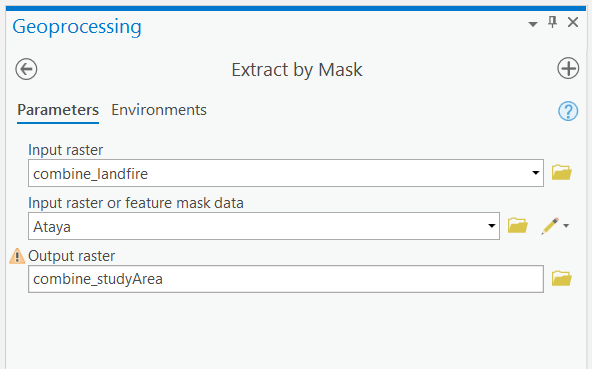 Geoprocessing
Extract by Mask
Parameters Environments
Input raster
combine_landfire
Input raster or feature mask data
Ataya
Output raster
combine_studyArea